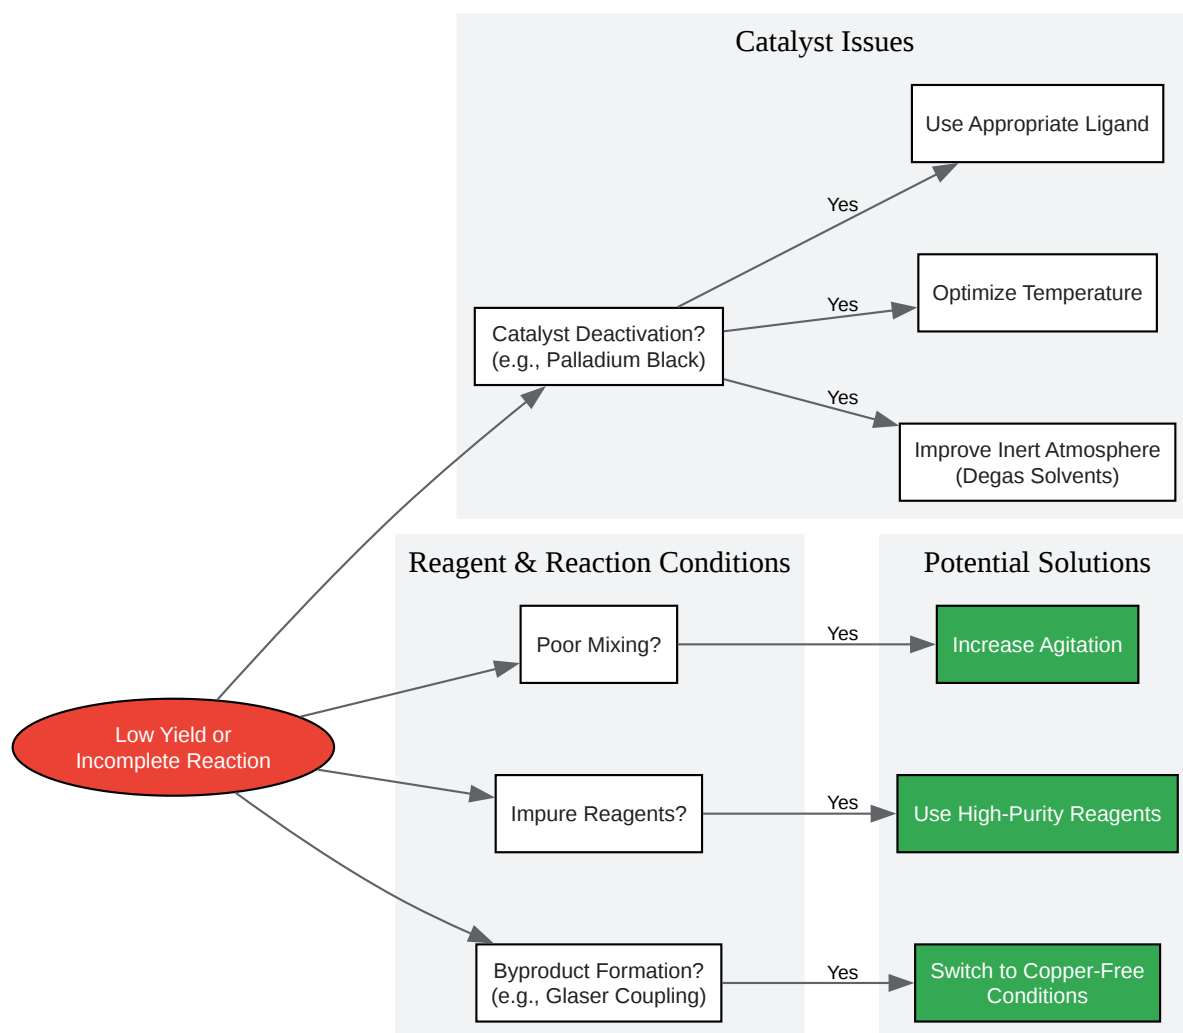 Catalyst Issues
Use Appropriate Ligand
Yes
Optimize Temperature
Yes
Catalyst Deactivation?
(e.g., Palladium Black)
Yes
Improve Inert Atmosphere
(Degas Solvents)
Reagent & Reaction Conditions
Potential Solutions
Poor Mixing?
Yes
Increase Agitation
Low Yield or
Incomplete Reaction
Impure Reagents?
Yes
Use High-Purity Reagents
Byproduct Formation?
(e.g., Glaser Coupling)
Yes
Switch to Copper-Free
Conditions